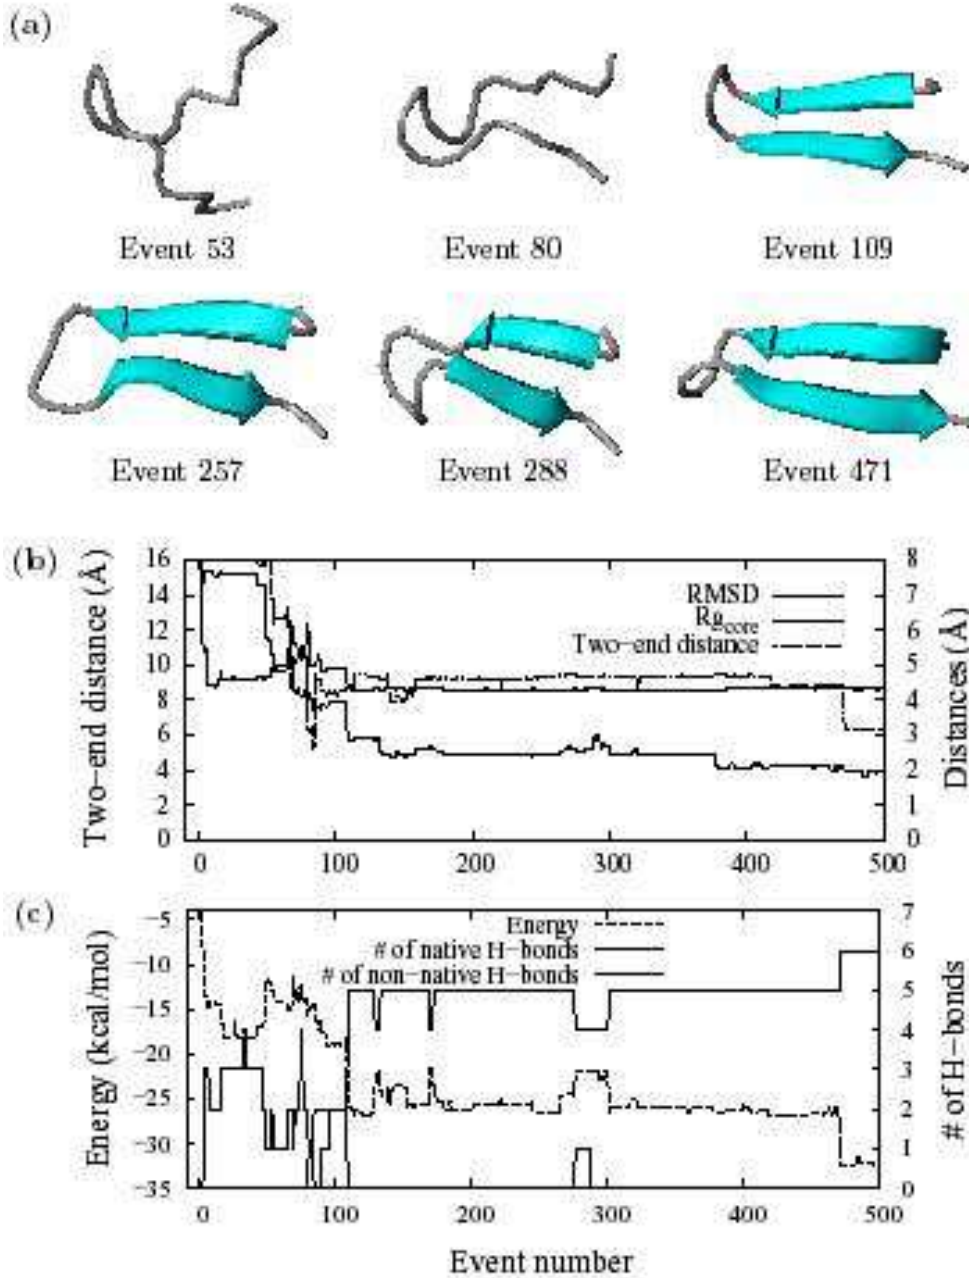 (a)
Event 53 Event 80 Event 109
Event 257 Event 288 Event 471
(b)
Two-end distance (Å)
16
14
12
10
8
6
4
2
0
RMSD
Rgcore
Two-end distance
8
7
6
5
4
3
2
1
0
Distances (Å)
0 100 200 300 400 500
(c)
Energy (kcal/mol)
-5
-10
-15
-20
-25
-30
-35
Energy
# of native H-bonds
# of non-native H-bonds
7
6
5
4
3
2
1
0
# of H-bonds
0 100 200 300 400 500
Event number